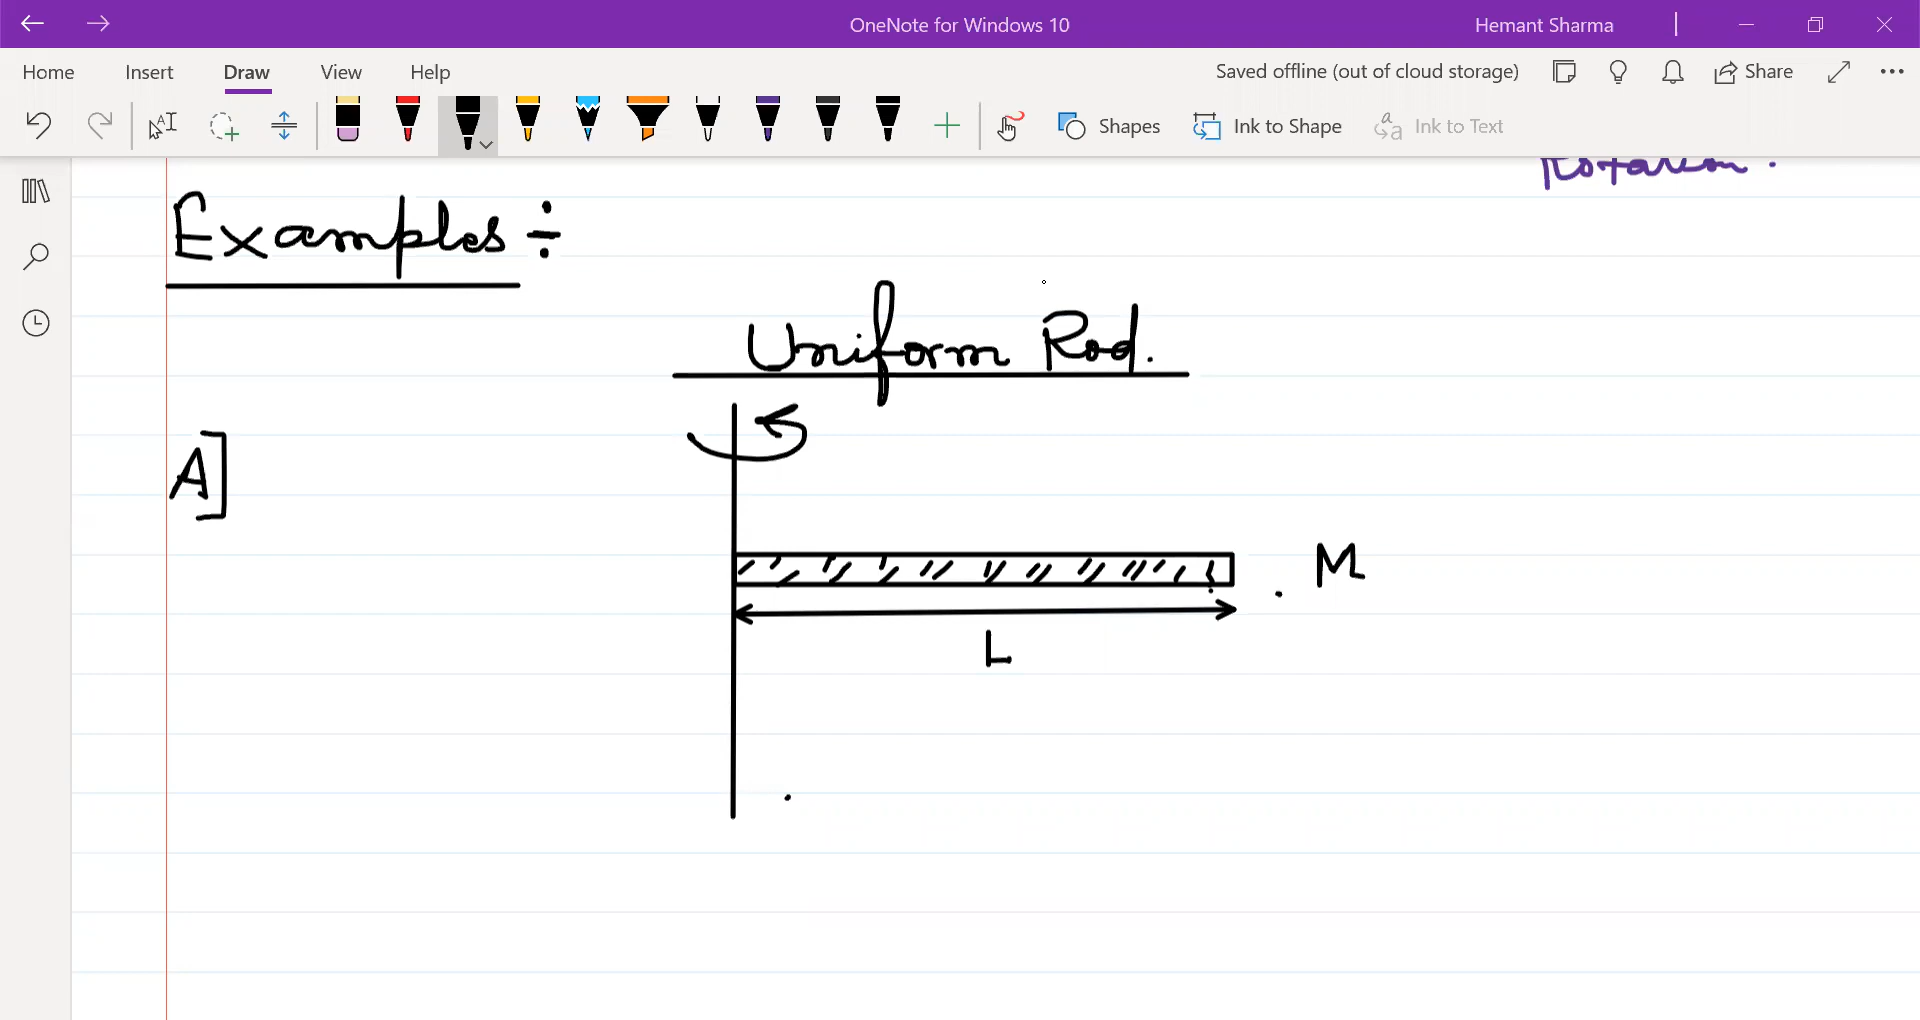 OneNote for Windows 10
Hemant Sharma
Home Insert Draw View Help
Saved offline (out of cloud storage)
Share
Shapes
Ink to Shape
Ink to Text
Rotation.
Examples ÷
Uniform Rod.
A]
M
L